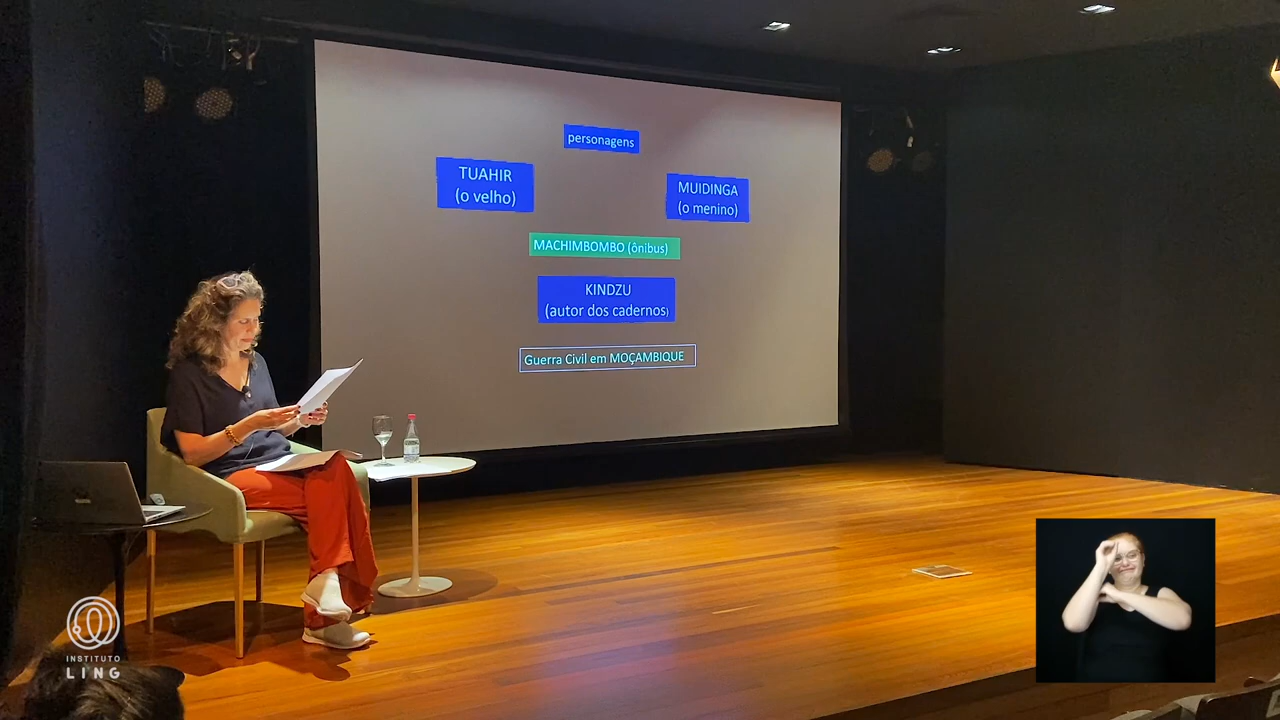 personagens
TUAHIR
(o velho)
MUIDINGA
(o menino)
MACHIMBOMBO (ônibus)
KINDZU
(autor dos cadernos)
Guerra Civil em MOÇAMBIQUE
INSTITUTO
LING